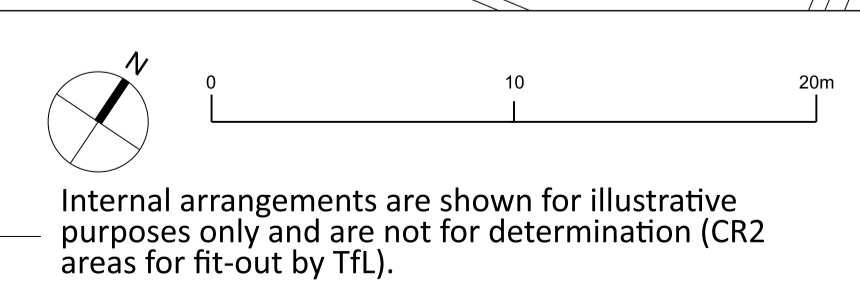 N
0 10 20m
Internal arrangements are shown for illustrative
purposes only and are not for determination (CR2
areas for fit-out by TfL).